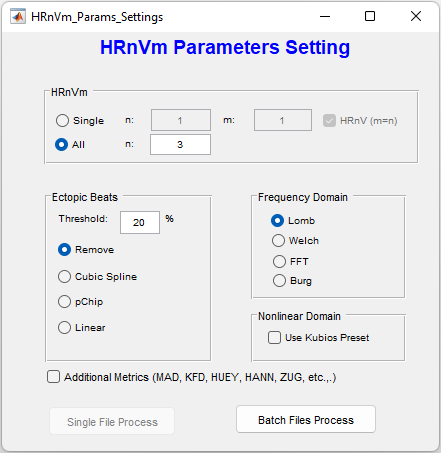 HRnVm_Params_Settings
HRnVm Parameters Setting
HRnVm
Single n: 1 m: 1 HRnV (m=n)
All n: 3
Ectopic Beats
Threshold: 20 %
Remove
Cubic Spline
pChip
Linear
Frequency Domain
Lomb
Welch
FFT
Burg
Nonlinear Domain
Use Kubios Preset
Additional Metrics (MAD, KFD, HUEY, HANN, ZUG, etc.,.)
Single File Process
Batch Files Process